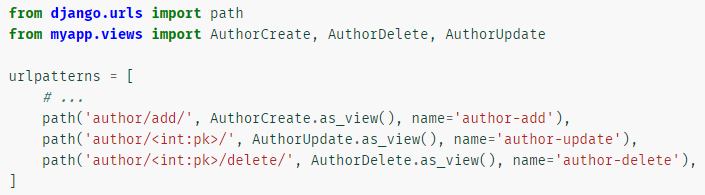 from django.urls import path
from myapp.views import AuthorCreate, AuthorDelete, AuthorUpdate

urlpatterns = [
    # ...
    path('author/add/', AuthorCreate.as_view(), name='author-add'),
    path('author/<int:pk>/', AuthorUpdate.as_view(), name='author-update'),
    path('author/<int:pk>/delete/', AuthorDelete.as_view(), name='author-delete'),
]